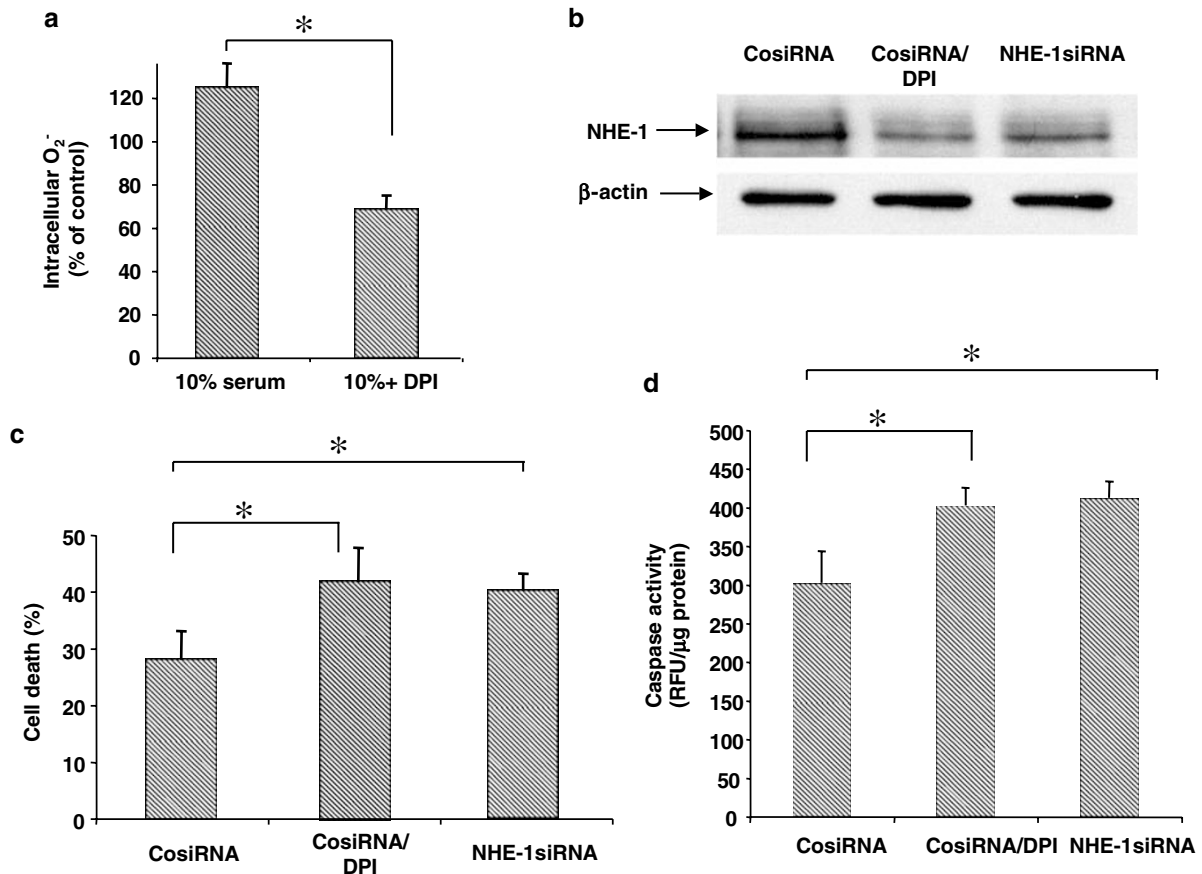 a
*
Intracellular O₂⁻
(% of control)
120
100
80
60
40
20
0
10% serum
10%+ DPI
b
CosiRNA
CosiRNA/
DPI
NHE-1siRNA
NHE-1
β-actin
c
*
*
Cell death (%)
50
40
30
20
10
0
CosiRNA
CosiRNA/
DPI
NHE-1siRNA
d
*
*
Caspase activity
(RFU/μg protein)
500
450
400
350
300
250
200
150
100
50
0
CosiRNA
CosiRNA/DPI
NHE-1siRNA